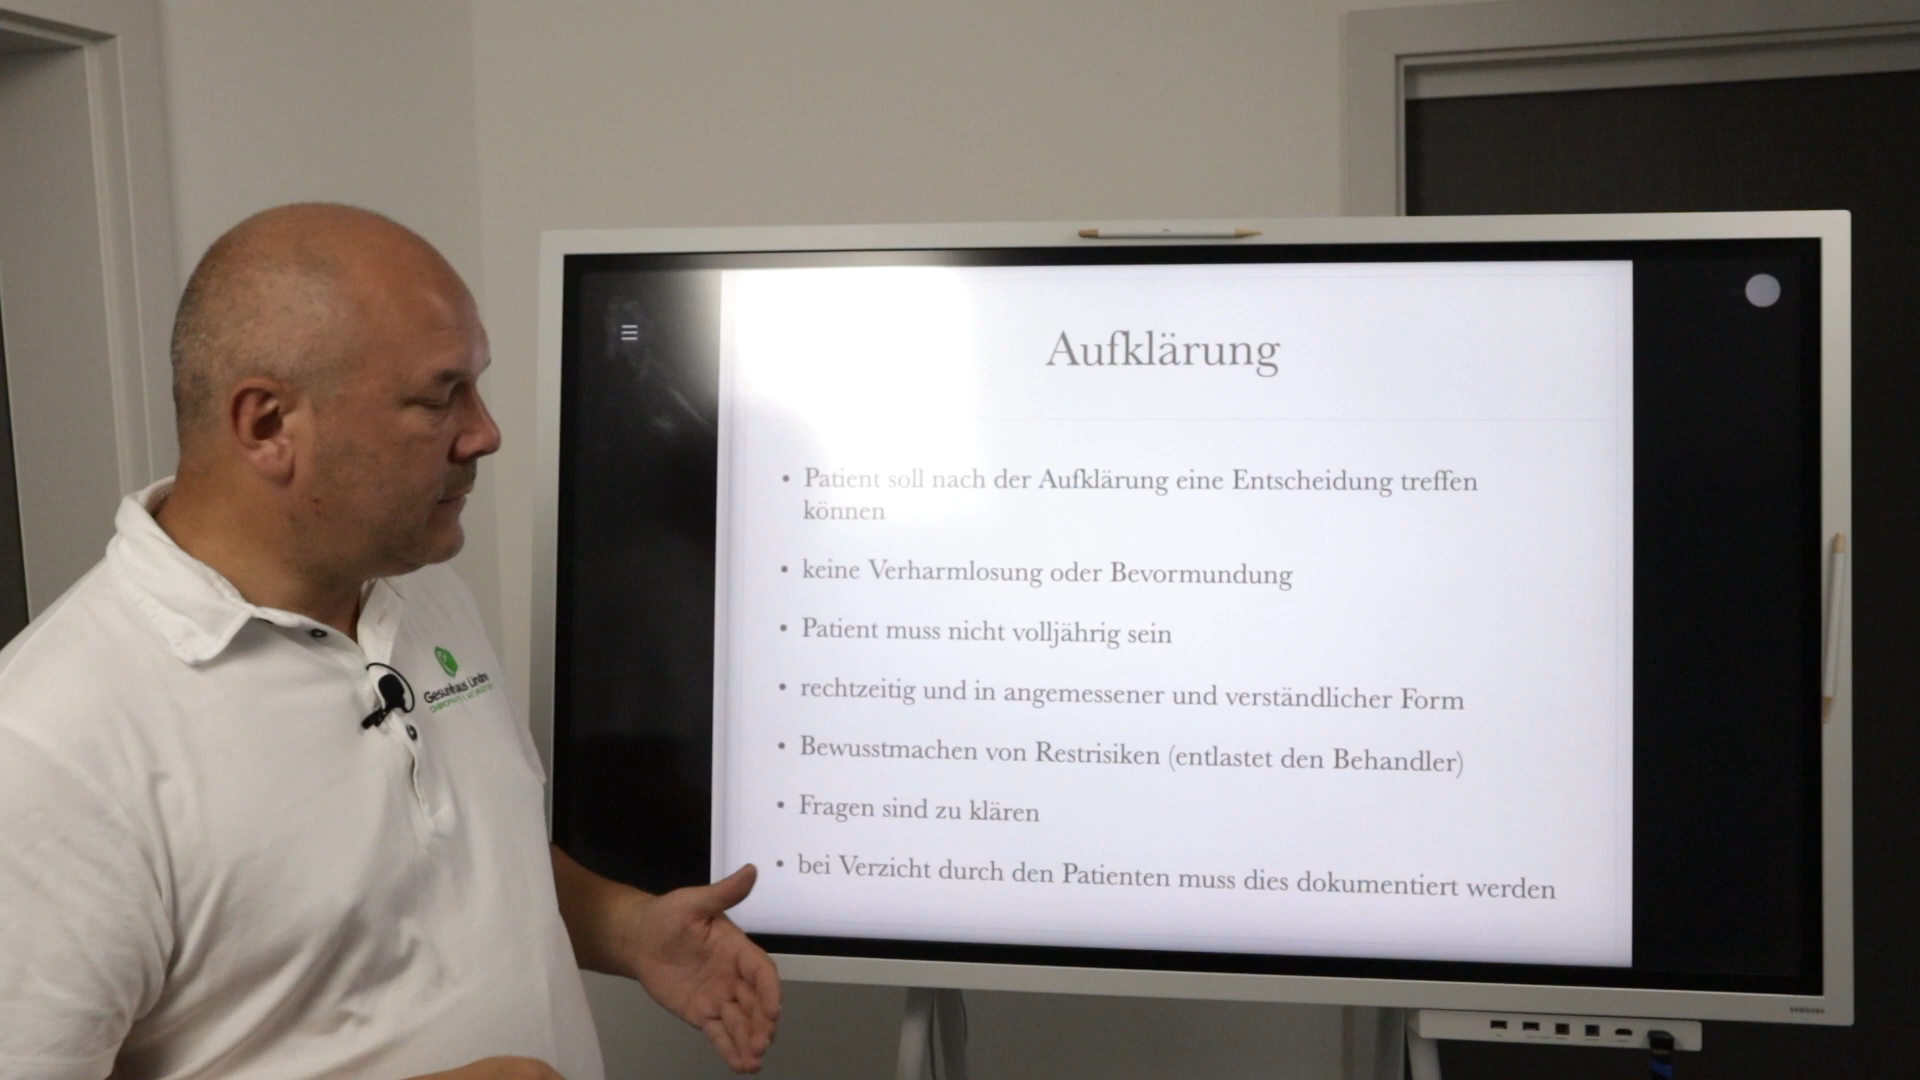 Aufklärung
• Patient soll nach der Aufklärung eine Entscheidung treffen
können
• keine Verharmlosung oder Bevormundung
• Patient muss nicht volljährig sein
• rechtzeitig und in angemessener und verständlicher Form
• Bewusstmachen von Restrisiken (entlastet den Behandler)
• Fragen sind zu klären
• bei Verzicht durch den Patienten muss dies dokumentiert werden
SAMSUNG